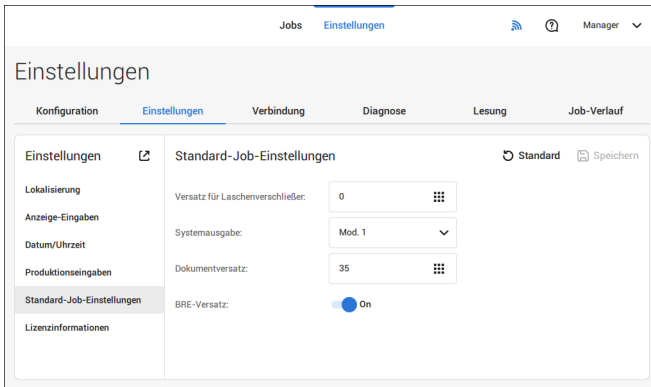 Jobs Einstellungen Manager
Einstellungen
Konfiguration Einstellungen Verbindung Diagnose Lesung Job-Verlauf
Einstellungen Standard-Job-Einstellungen Standard Speichern
Lokalisierung
Versatz für Laschenverschließer: 0
Anzeige-Eingaben
Systemausgabe: Mod. 1
Datum/Uhrzeit
Dokumentversatz: 35
Produktionseingaben
Standard-Job-Einstellungen
BRE-Versatz: On
Lizenzinformationen